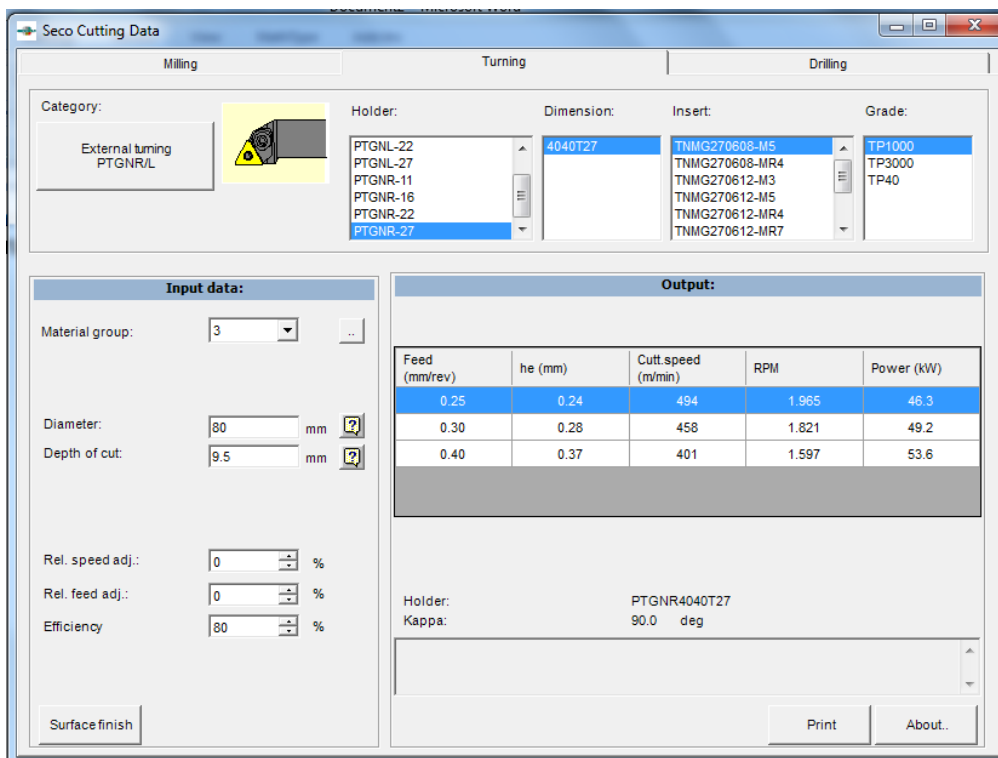 Seco Cutting Data
Milling
Turning
Drilling
Category:
Holder:
Dimension:
Insert:
Grade:
External turning
PTGNR/L
PTGNL-22
PTGNL-27
PTGNR-11
PTGNR-16
PTGNR-22
PTGNR-27
4040T27
TNMG270608-M5
TNMG270608-MR4
TNMG270612-M3
TNMG270612-M5
TNMG270612-MR4
TNMG270612-MR7
TP1000
TP3000
TP40
Input data:
Material group:
3
..
Diameter:
80
mm
Depth of cut:
9.5
mm
Rel. speed adj.:
0
%
Rel. feed adj.:
0
%
Efficiency
80
%
Surface finish
Output:
Feed
(mm/rev)
he (mm)
Cutt.speed
(m/min)
RPM
Power (kW)
0.25 0.24 494 1.965 46.3
0.30 0.28 458 1.821 49.2
0.40 0.37 401 1.597 53.6
Holder: PTGNR4040T27
Kappa: 90.0 deg
Print
About..